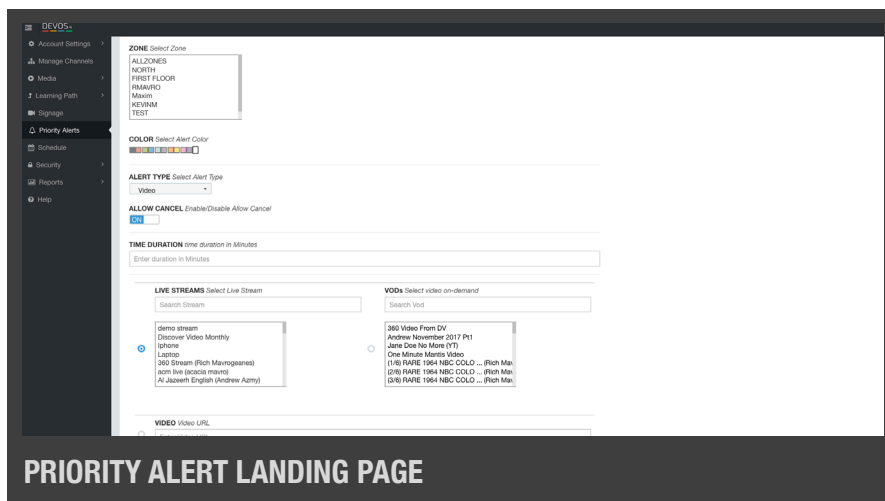 DEVOS
Account Settings
Manage Channels
Media
Learning Path
Signage
Priority Alerts
Schedule
Security
Reports
Help
ZONE Select Zone
ALLZONES
NORTH
FIRST FLOOR
RMAVRO
Maxim
KEVINM
TEST
COLOR Select Alert Color
ALERT TYPE Select Alert Type
Video
ALLOW CANCEL Enable/Disable Allow Cancel
ON
TIME DURATION time duration in Minutes
Enter duration in Minutes
LIVE STREAMS Select Live Stream
Search Stream
demo stream
Discover Video Monthly
Iphone
Laptop
360 Stream (Rich Mavrogeanes)
acm live (acacia mavro)
Al Jazeerh English (Andrew Azmy)
VODs Select video on-demand
Search Vod
360 Video From DV
Andrew November 2017 Pt1
Jane Doe No More (YT)
One Minute Mantis Video
(1/6) RARE 1964 NBC COLO ... (Rich Mav
(2/6) RARE 1964 NBC COLO ... (Rich Mav
(3/6) RARE 1964 NBC COLO ... (Rich Mav
VIDEO Video URL
PRIORITY ALERT LANDING PAGE